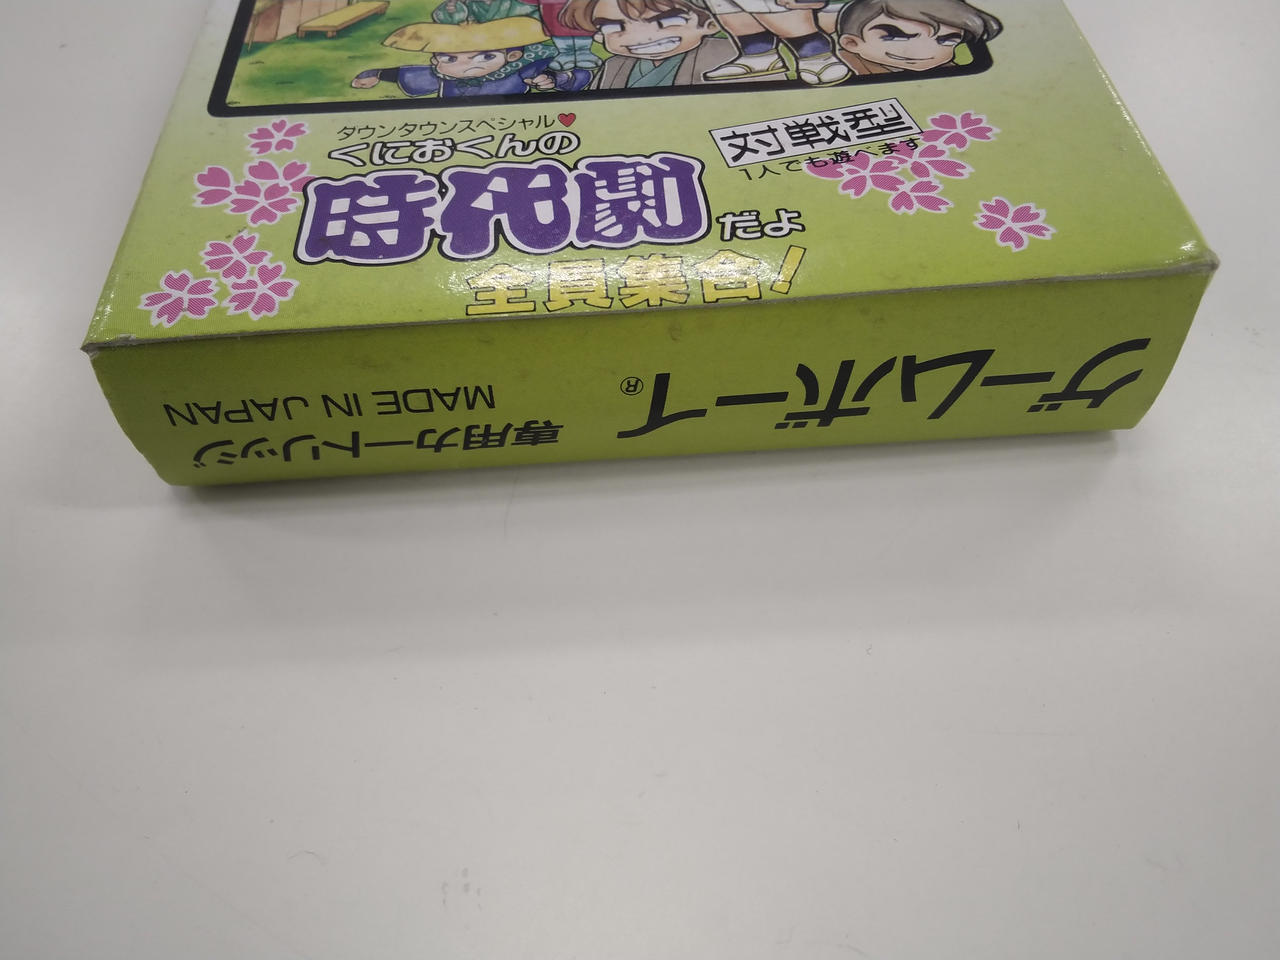 タウンタウンスペシャル♥
くにおくんの
時代劇だよ
全員集合!
対戦型
1人でも遊べます
ゲームボーイ®
専用カートリッジ
MADE IN JAPAN